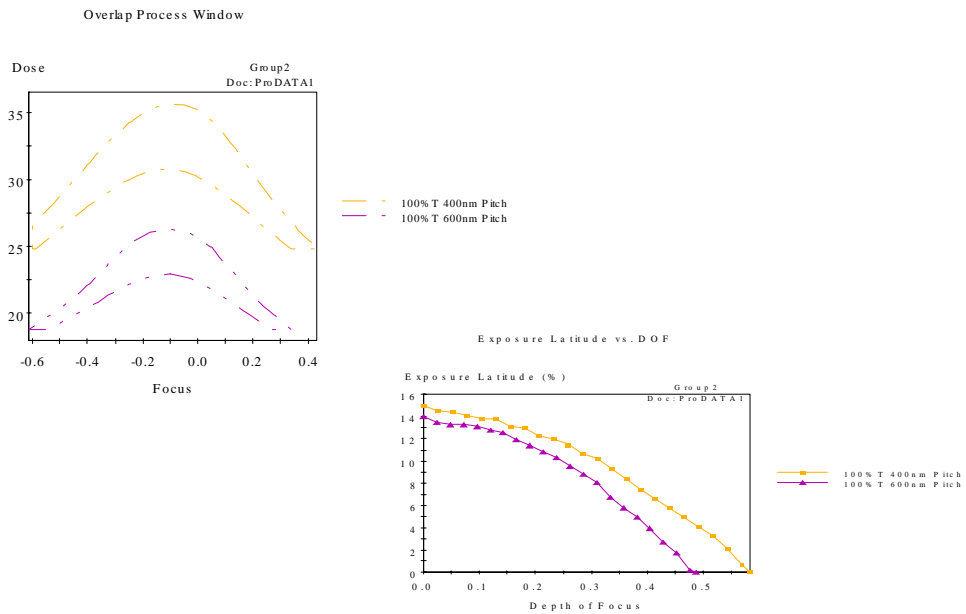 Overlap Process Window
Dose
Group2
Doc: ProDATA1
35
30
25
20
-0.6 -0.4 -0.2 0.0 0.2 0.4
Focus
100%T 400nm Pitch
100%T 600nm Pitch
Exposure Latitude vs. DOF
Exposure Latitude (%)
Group2
Doc: ProDATA1
16
14
12
10
8
6
4
2
0
0.0 0.1 0.2 0.3 0.4 0.5
Depth of Focus
100%T 400nm Pitch
100%T 600nm Pitch